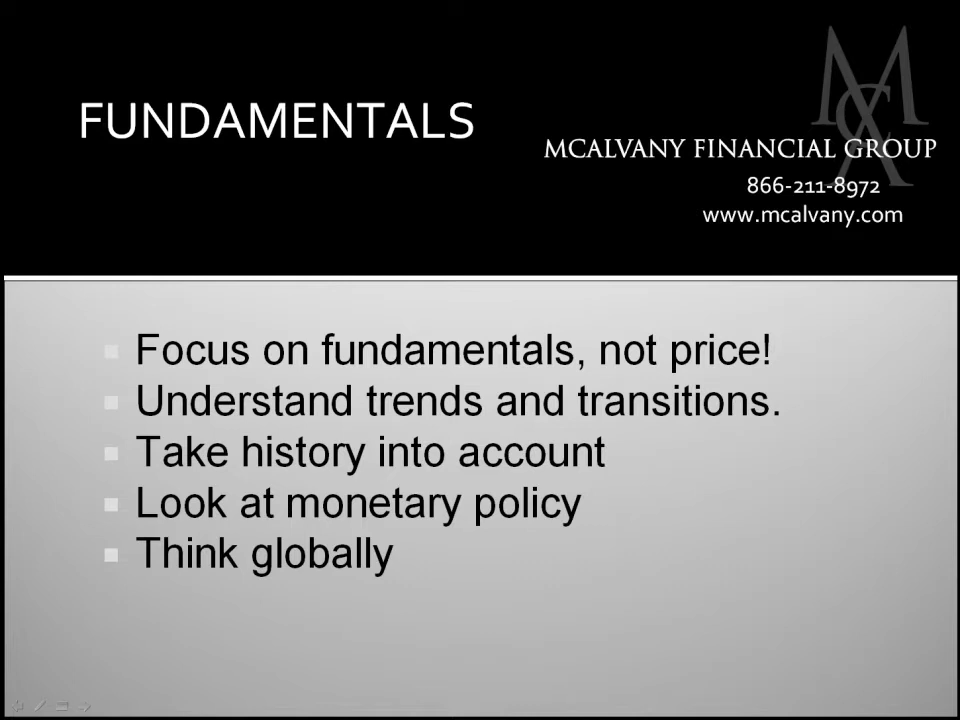 FUNDAMENTALS
MCALVANY FINANCIAL GROUP
866-211-8972
www.mcalvany.com
Focus on fundamentals, not price!
Understand trends and transitions.
Take history into account
Look at monetary policy
Think globally